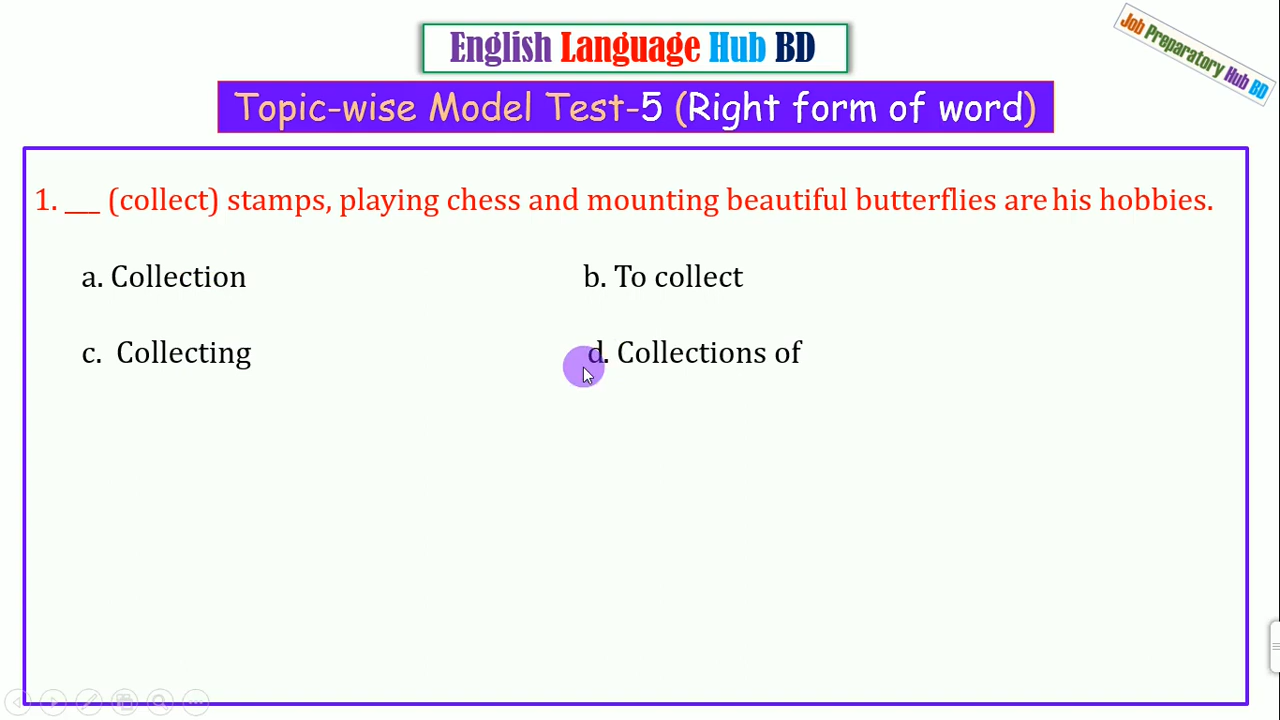 English Language Hub BD
Job Preparatory Hub BD
Topic-wise Model Test-5 (Right form of word)
1. ___ (collect) stamps, playing chess and mounting beautiful butterflies are his hobbies.
a. Collection
b. To collect
c. Collecting
d. Collections of